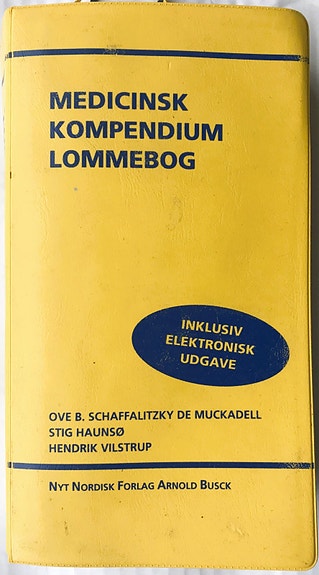 MEDICINSK
KOMPENDIUM
LOMMEBOG
INKLUSIV
ELEKTRONISK
UDGAVE
OVE B. SCHAFFALITZKY DE MUCKADELL
STIG HAUNSØ
HENDRIK VILSTRUP
NYT NORDISK FORLAG ARNOLD BUSCK